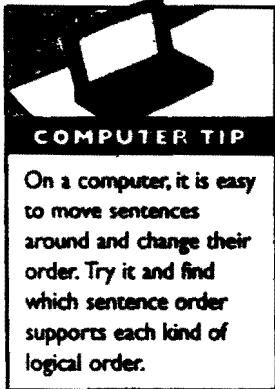 COMPUTER TIP
On a computer, it is easy
to move sentences
around and change their
order. Try it and find
which sentence order
supports each kind of
logical order.